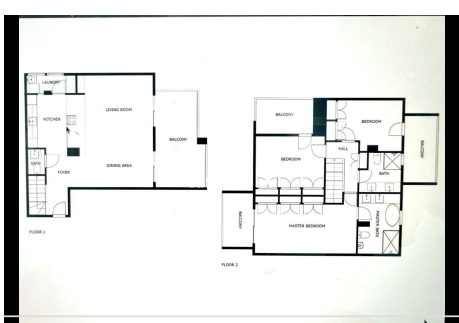 LAUNDRY
LIVING ROOM
KITCHEN
BALCONY
BATH
FOYER
DINING AREA
FLOOR 1
BALCONY
BEDROOM
HALL
BALCONY
BEDROOM
BATH
BALCONY
MASTER BEDROOM
MASTER BATH
FLOOR 2